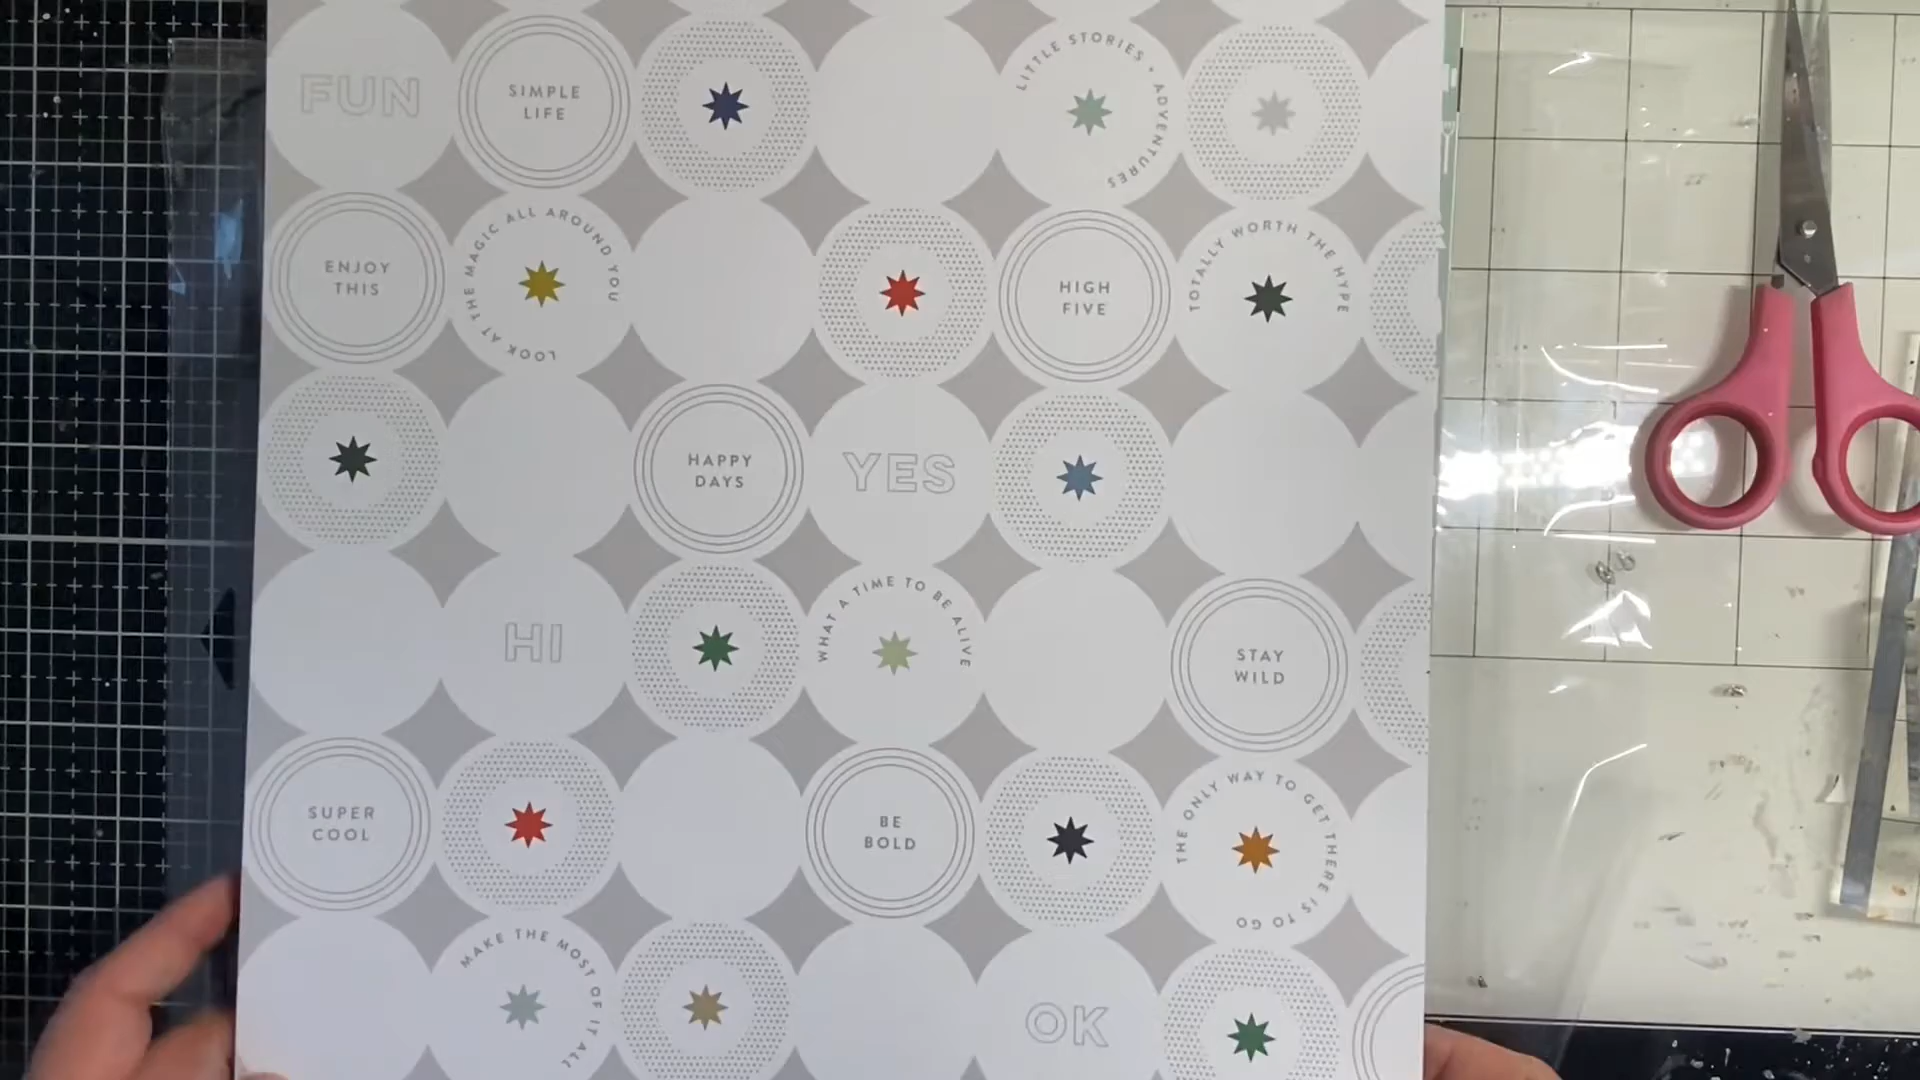 FUN
SIMPLE
LIFE
LITTLE STORIES • ADVENTURES
ENJOY
THIS
LOOK AT THE MAGIC ALL AROUND YOU
HIGH
FIVE
TOTALLY WORTH THE HYPE
HAPPY
DAYS
YES
HI
WHAT A TIME TO BE ALIVE
STAY
WILD
SUPER
COOL
BE
BOLD
THE ONLY WAY TO GET THERE IS TO GO
MAKE THE MOST OF IT ALL
OK